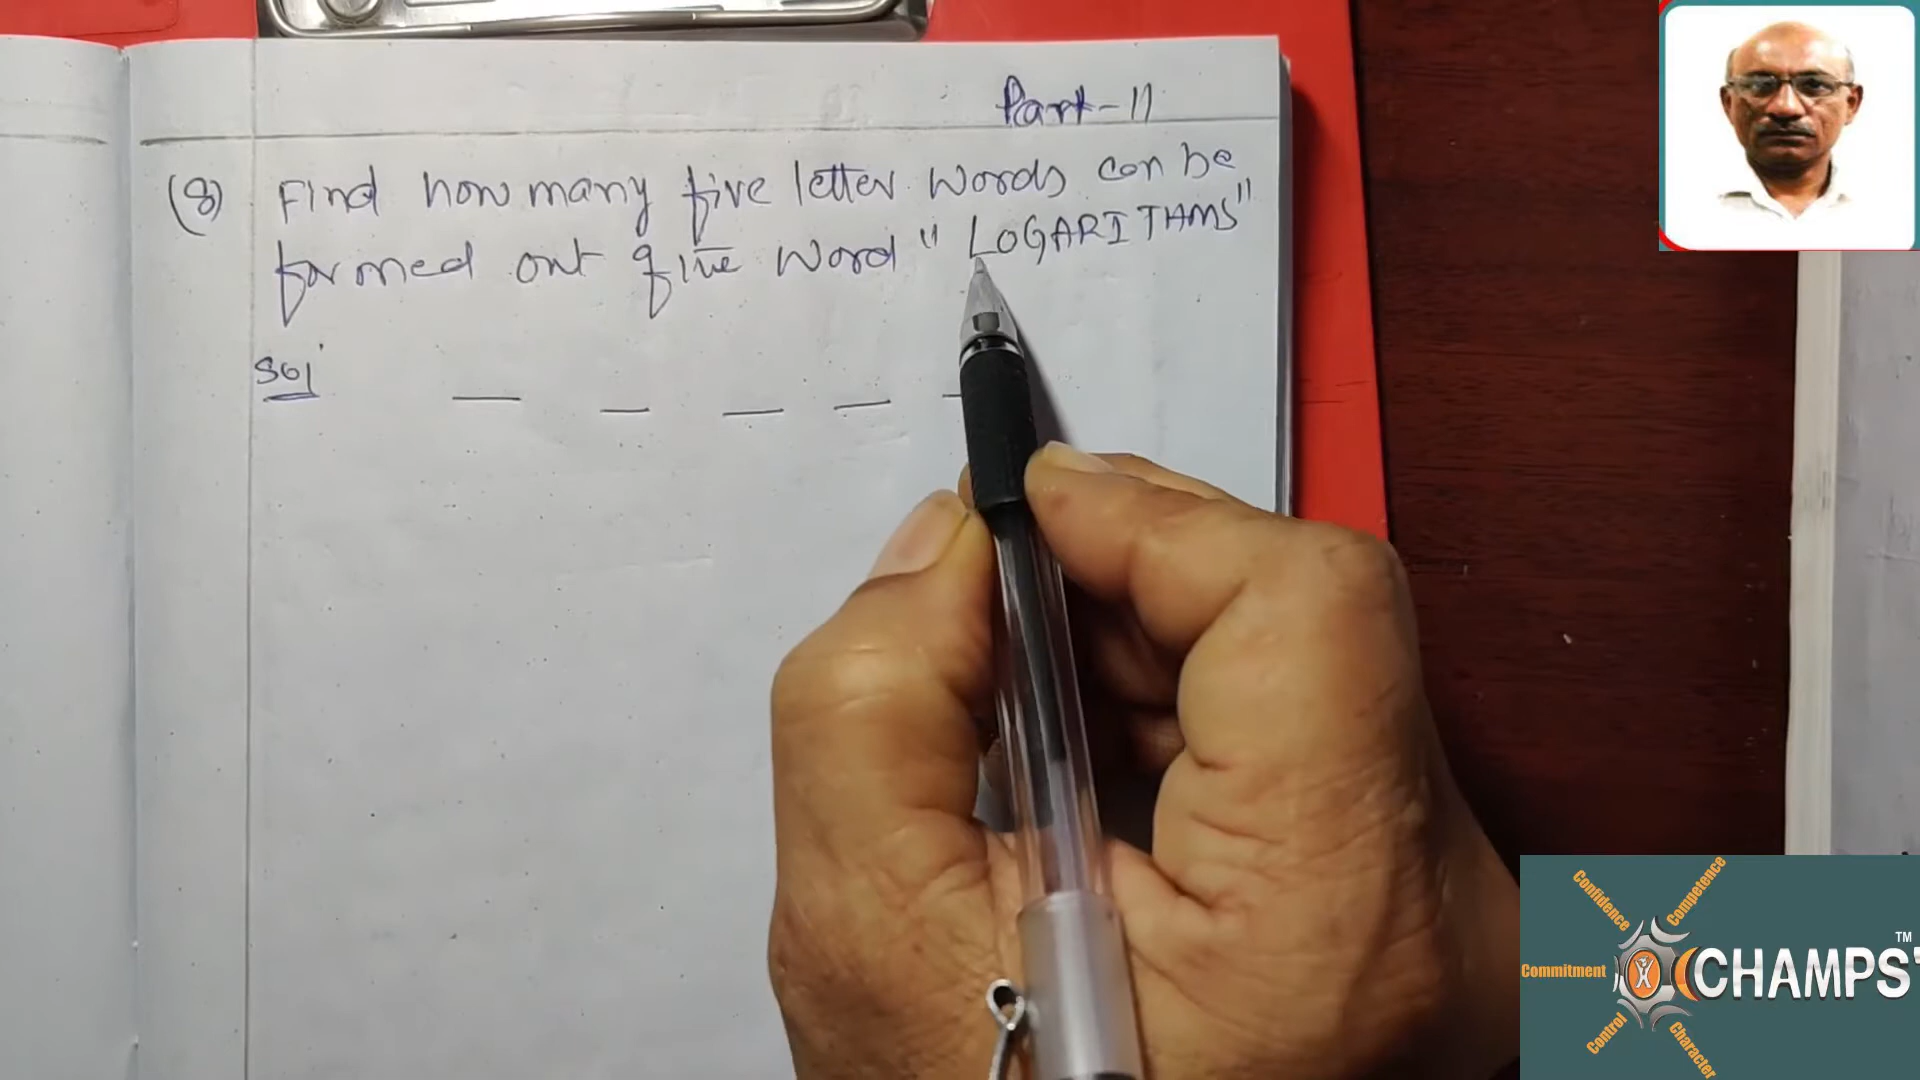 Part-11
(8) Find how many five letter words can be
formed out of the word "LOGARITHMS"
Sol
Confidence
Competence
Commitment
CHAMPS
TM
Control
Character